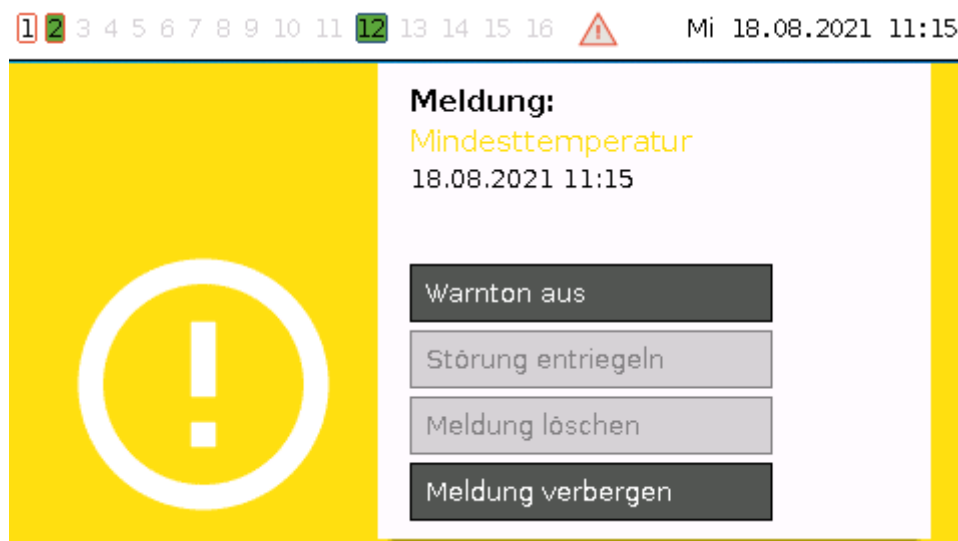 1 2 3 4 5 6 7 8 9 10 11 12 13 14 15 16 Mi 18.08.2021 11:15
Meldung:
Mindesttemperatur
18.08.2021 11:15
Warnton aus
Störung entriegeln
Meldung löschen
Meldung verbergen